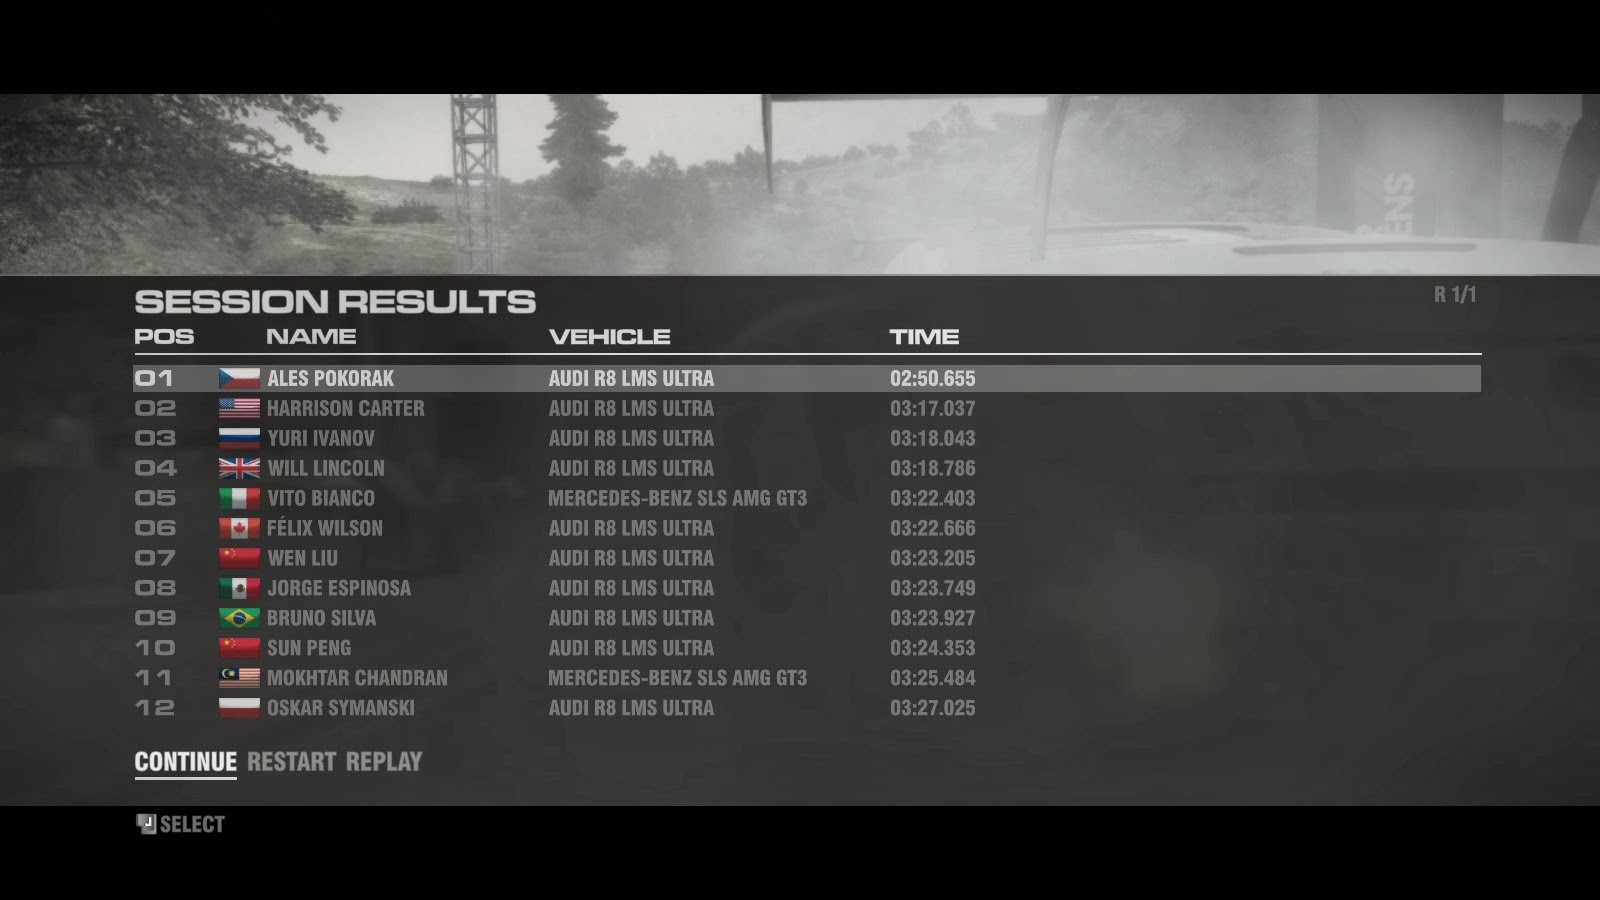 ENS
SESSION RESULTS
R 1/1
POS NAME VEHICLE TIME
01 ALES POKORAK AUDI R8 LMS ULTRA 02:50.655
02 HARRISON CARTER AUDI R8 LMS ULTRA 03:17.037
03 YURI IVANOV AUDI R8 LMS ULTRA 03:18.043
04 WILL LINCOLN AUDI R8 LMS ULTRA 03:18.786
05 VITO BIANCO MERCEDES-BENZ SLS AMG GT3 03:22.403
06 FÉLIX WILSON AUDI R8 LMS ULTRA 03:22.666
07 WEN LIU AUDI R8 LMS ULTRA 03:23.205
08 JORGE ESPINOSA AUDI R8 LMS ULTRA 03:23.749
09 BRUNO SILVA AUDI R8 LMS ULTRA 03:23.927
10 SUN PENG AUDI R8 LMS ULTRA 03:24.353
11 MOKHTAR CHANDRAN MERCEDES-BENZ SLS AMG GT3 03:25.484
12 OSKAR SYMANSKI AUDI R8 LMS ULTRA 03:27.025
CONTINUE RESTART REPLAY
SELECT